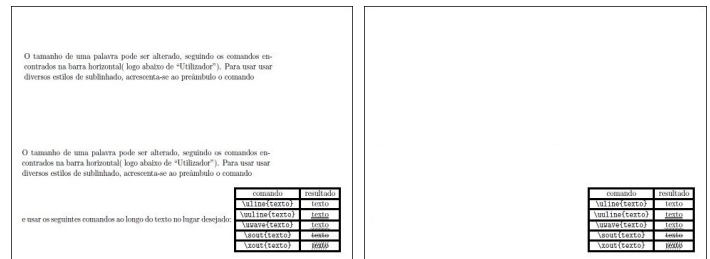 O tamanho de uma palavra pode ser alterado, seguindo os comandos en-
contrados na barra horizontal( logo abaixo de “Utilizador”). Para usar usar
diversos estilos de sublinhado, acrescenta-se ao preâmbulo o comando
O tamanho de uma palavra pode ser alterado, seguindo os comandos en-
contrados na barra horizontal( logo abaixo de “Utilizador”). Para usar usar
diversos estilos de sublinhado, acrescenta-se ao preâmbulo o comando
e usar os seguintes comandos ao longo do texto no lugar desejado:
comando resultado
\uline{texto} texto
\uuline{texto} texto
\uwave{texto} texto
\sout{texto} texto
\xout{texto} texto
comando resultado
\uline{texto} texto
\uuline{texto} texto
\uwave{texto} texto
\sout{texto} texto
\xout{texto} texto